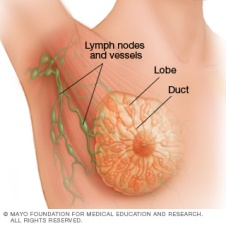 Lymph nodes
and vessels
Lobe
Duct
© MAYO FOUNDATION FOR MEDICAL EDUCATION AND RESEARCH.
ALL RIGHTS RESERVED.